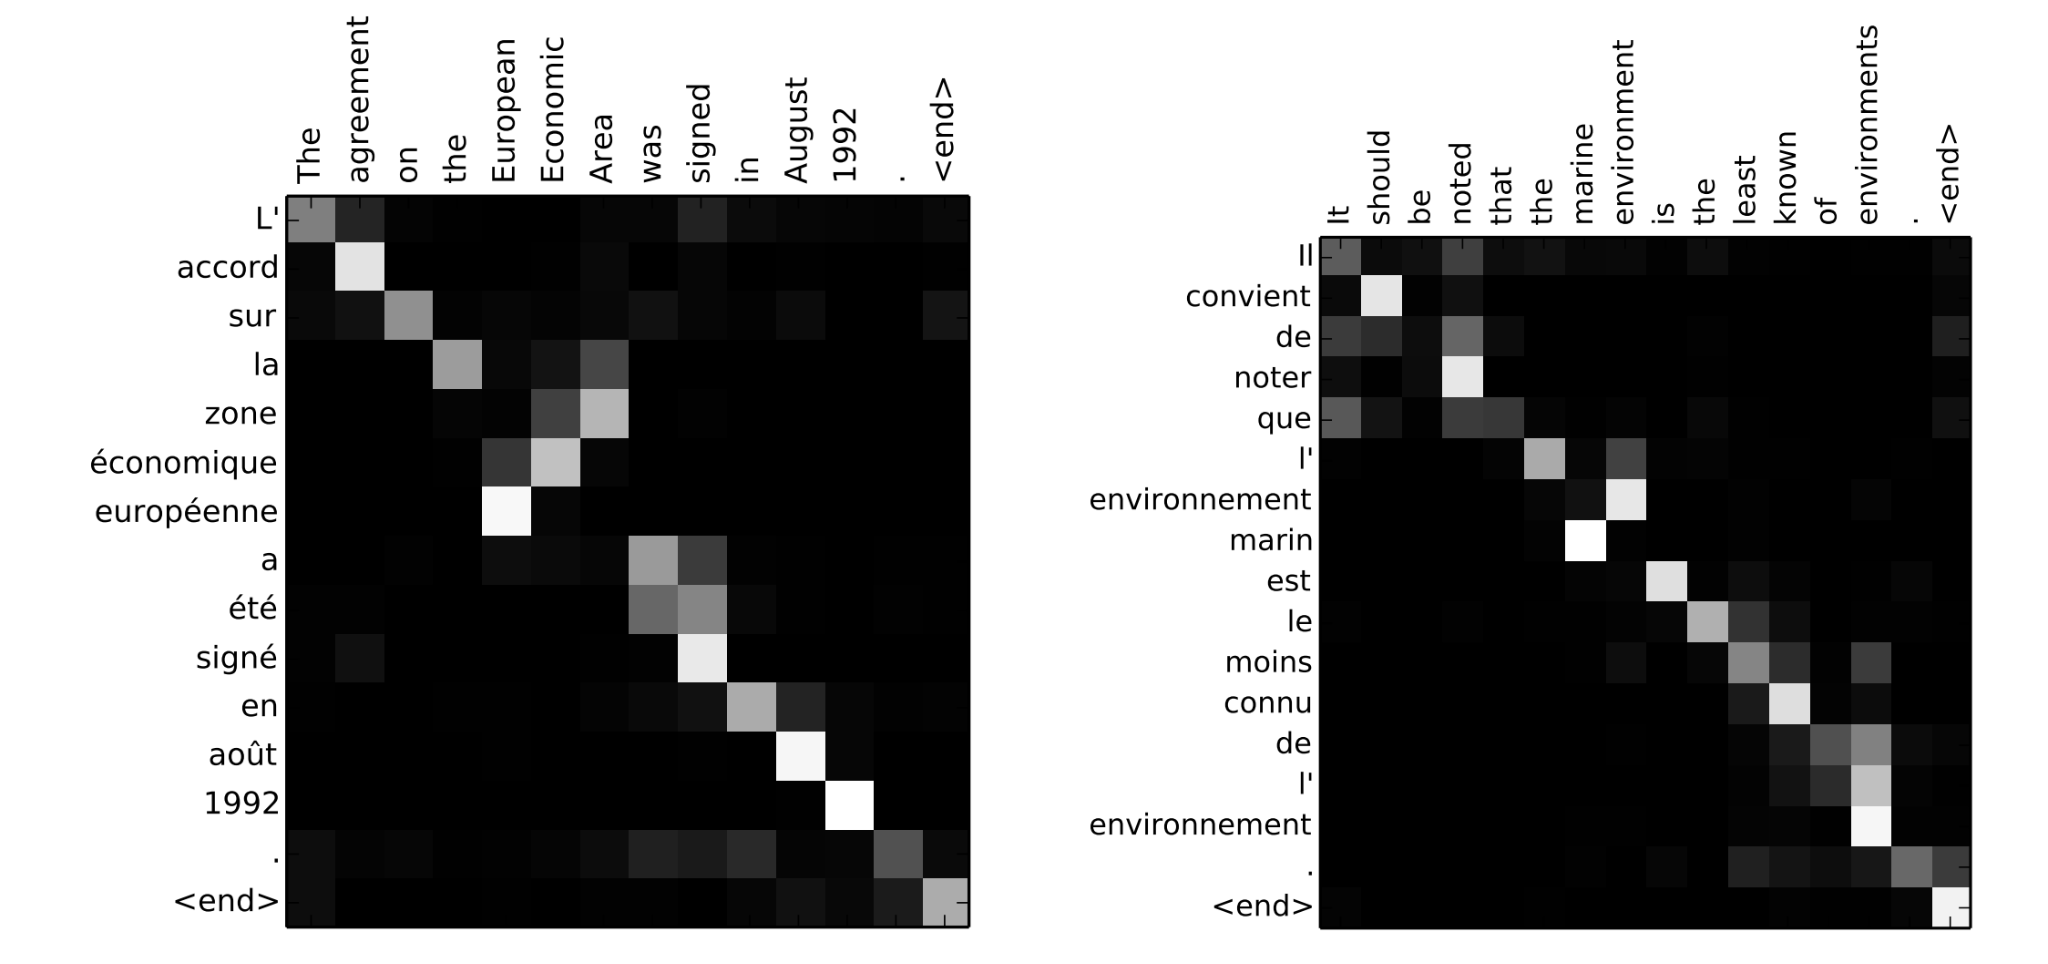 The agreement on the European Economic Area was signed in August 1992 . <end>
L'
accord
sur
la
zone
économique
européenne
a
été
signé
en
août
1992
.
<end>
It should be noted that the marine environment is the least known of environments . <end>
Il
convient
de
noter
que
l'
environnement
marin
est
le
moins
connu
de
l'
environnement
.
<end>